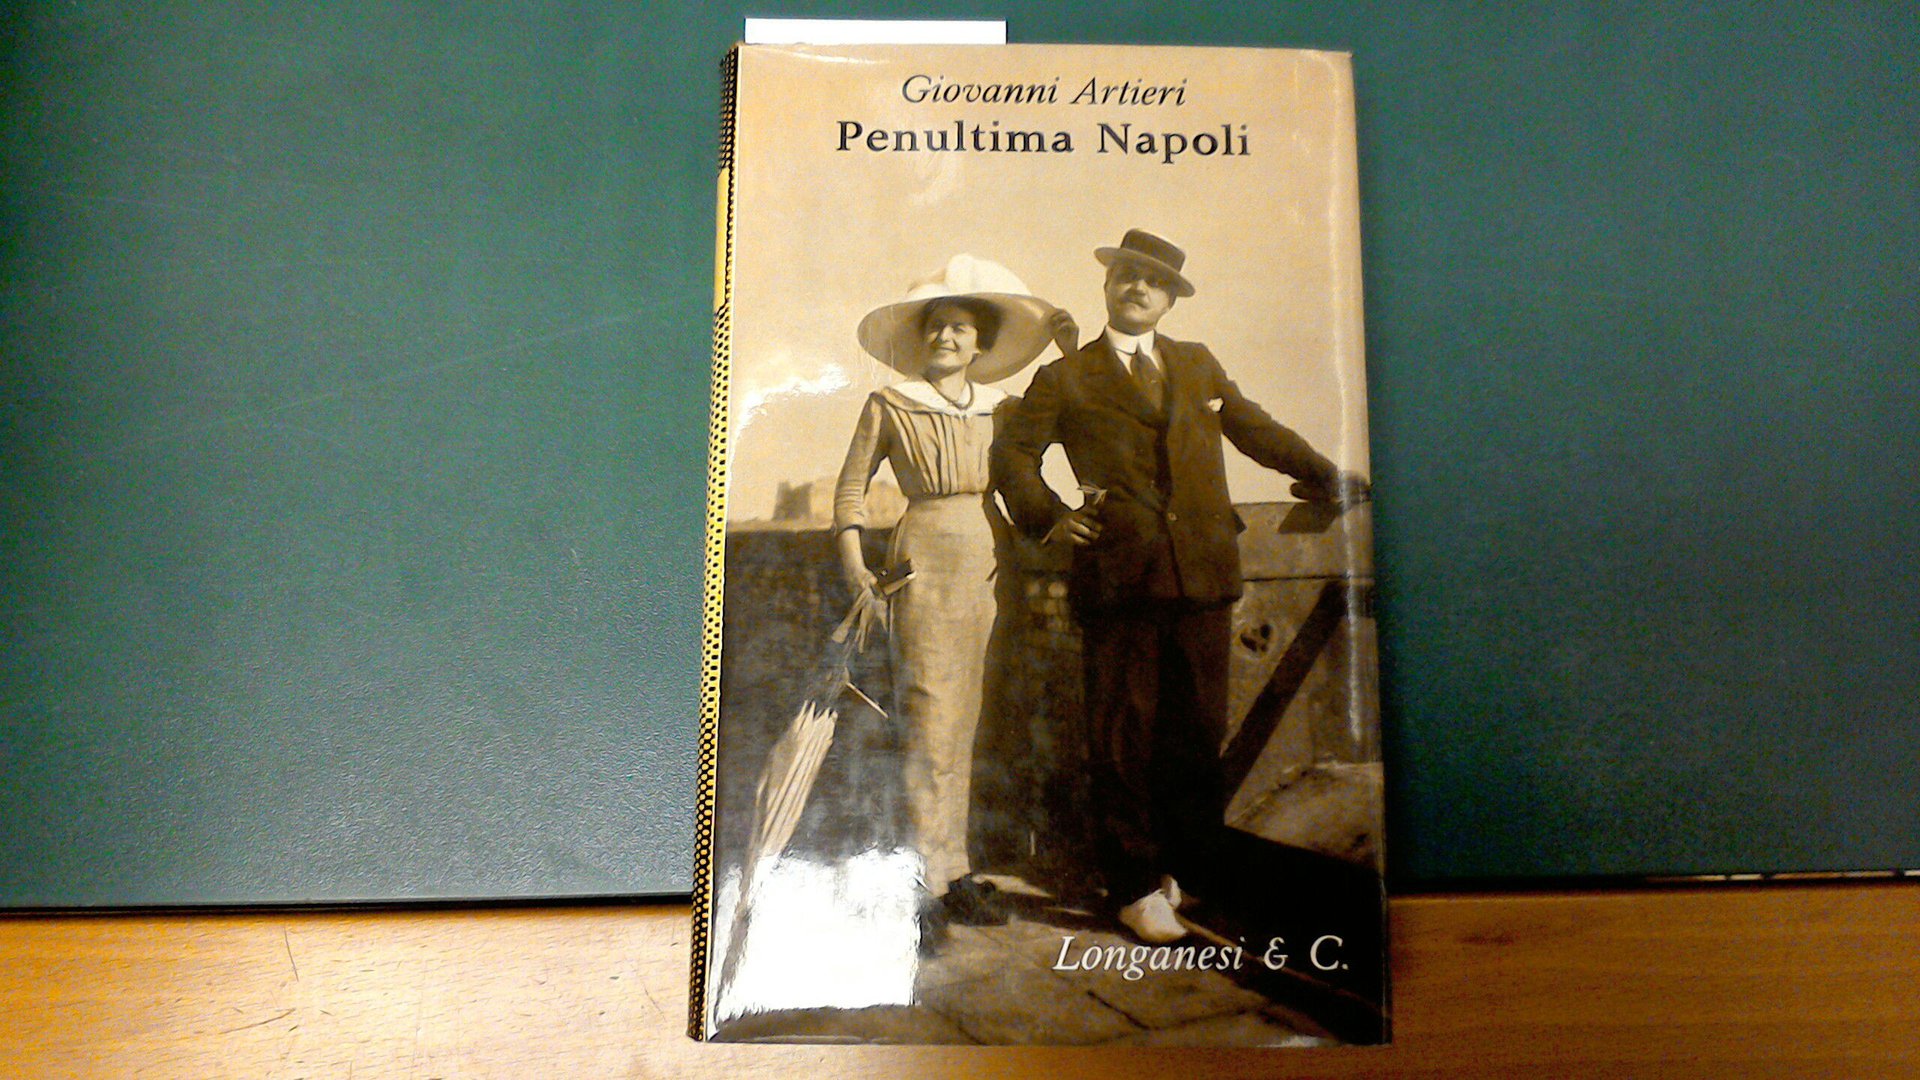 Giovanni Artieri
Penultima Napoli
Longanesi & C.